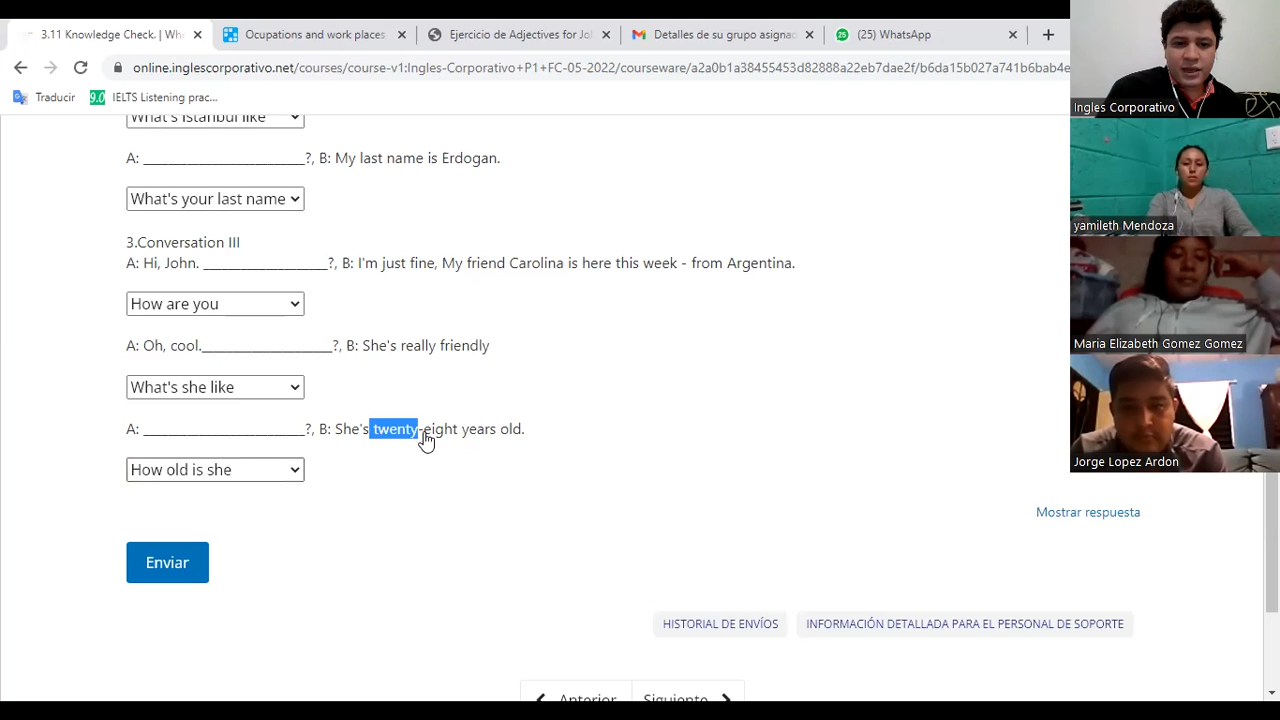 3.11 Knowledge Check. | Whe
Ocupations and work places
Ejercicio de Adjectives for Jo
Detalles de su grupo asigna
(25) WhatsApp
online.inglescorporativo.net/courses/course-v1:Ingles-Corporativo+P1+FC-05-2022/courseware/a2a0b1a38455453d82888a22eb7dae2f/b6da15b027a741b6bab4e
Traducir
9.0 IELTS Listening prac...
What's Istanbul like
A: _________________________?, B: My last name is Erdogan.
What's your last name
3.Conversation III
A: Hi, John. ___________________?, B: I'm just fine, My friend Carolina is here this week - from Argentina.
How are you
A: Oh, cool.____________________?, B: She's really friendly
What's she like
A: _________________________?, B: She's twenty-eight years old.
How old is she
Mostrar respuesta
Enviar
HISTORIAL DE ENVÍOS
INFORMACIÓN DETALLADA PARA EL PERSONAL DE SOPORTE
Anterior
Siguiente
Ingles Corporativo
yamileth Mendoza
Maria Elizabeth Gomez Gomez
Jorge Lopez Ardon